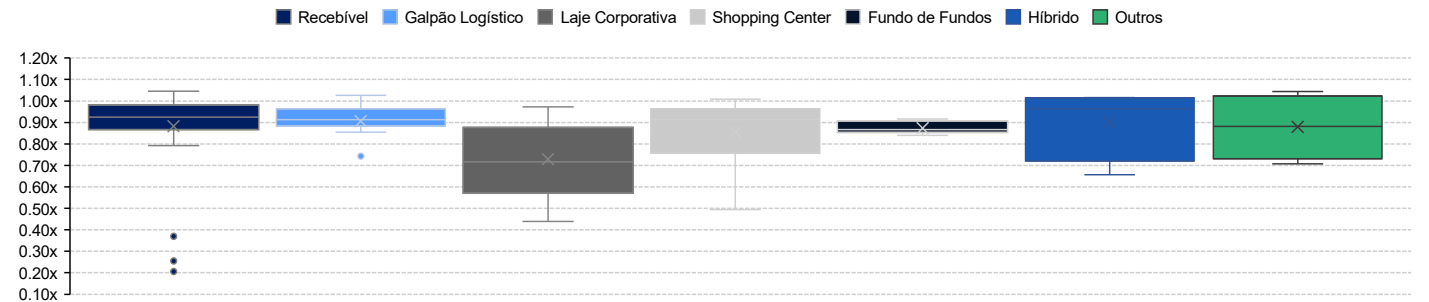 Recebível Galpão Logístico Laje Corporativa Shopping Center Fundo de Fundos Híbrido Outros
1.20x
1.10x
1.00x
0.90x
0.80x
0.70x
0.60x
0.50x
0.40x
0.30x
0.20x
0.10x